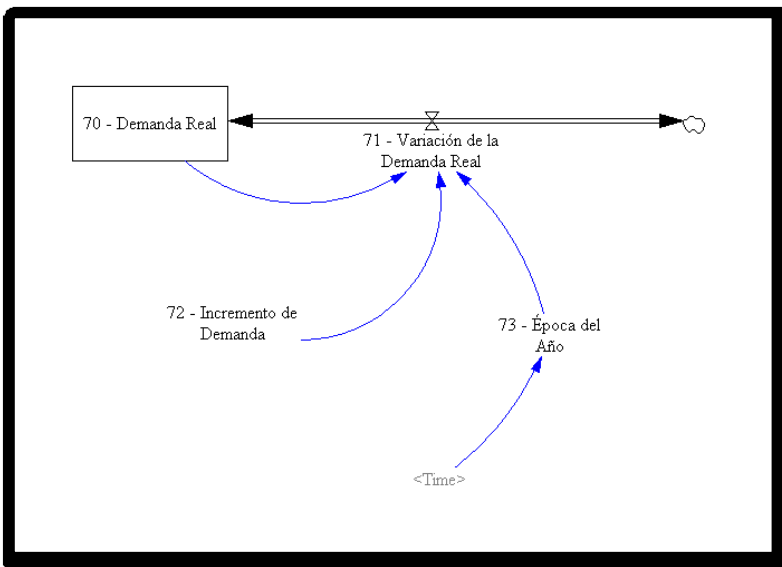 70 - Demanda Real
71 - Variación de la
Demanda Real
72 - Incremento de
Demanda
73 - Época del
Año
<Time>